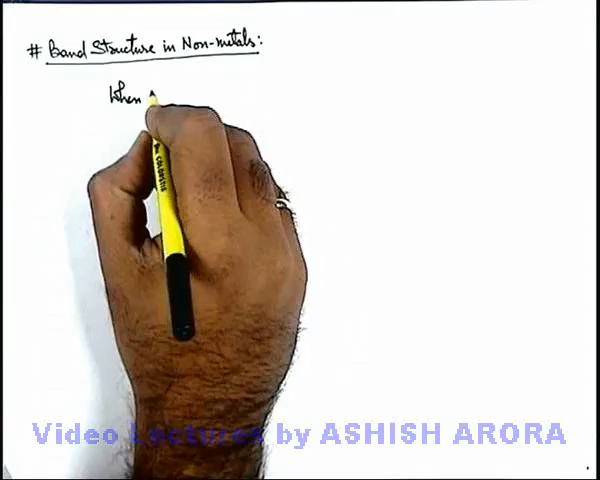 # Band Structure in Non-metals:
When
Video Lectures by ASHISH ARORA